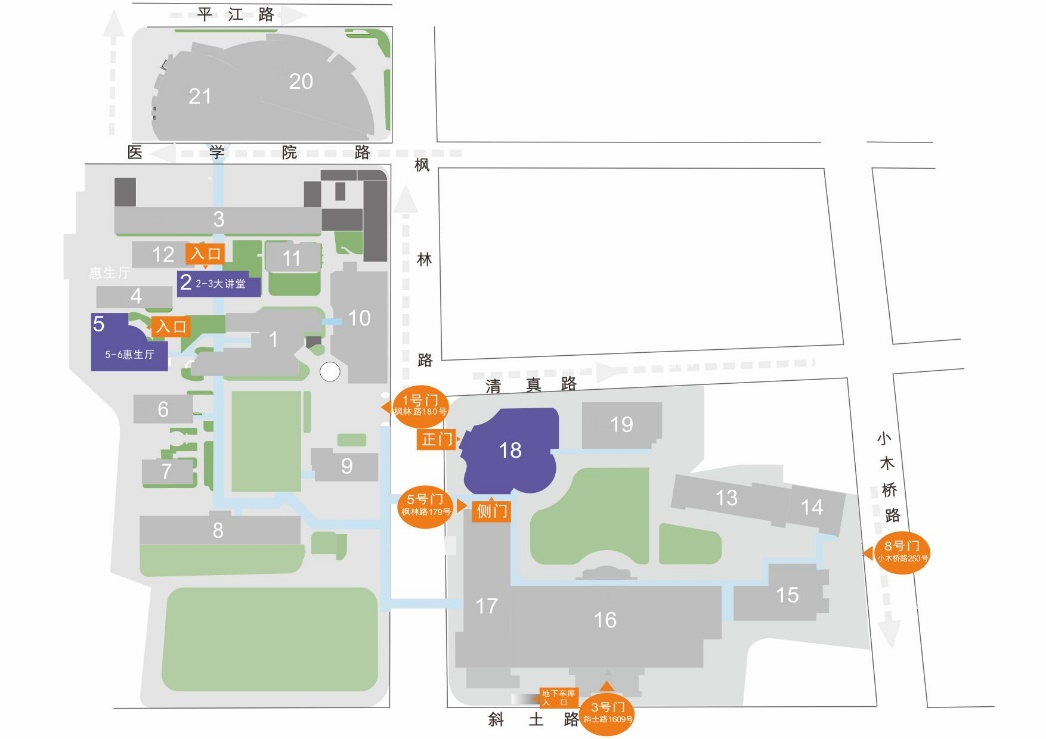 平江路
21
20
医学院路
枫林路
3
12
入口
11
惠生厅
2 2-3大讲堂
4
5
入口
5-6惠生厅
1
10
清真路
1号门
枫林路180号
6
正门
18
19
小木桥路
7
9
5号门
枫林路179号
侧门
13
14
8
8号门
小木桥路250号
17
16
15
地下车库
入口
3号门
斜土路1609号
斜土路